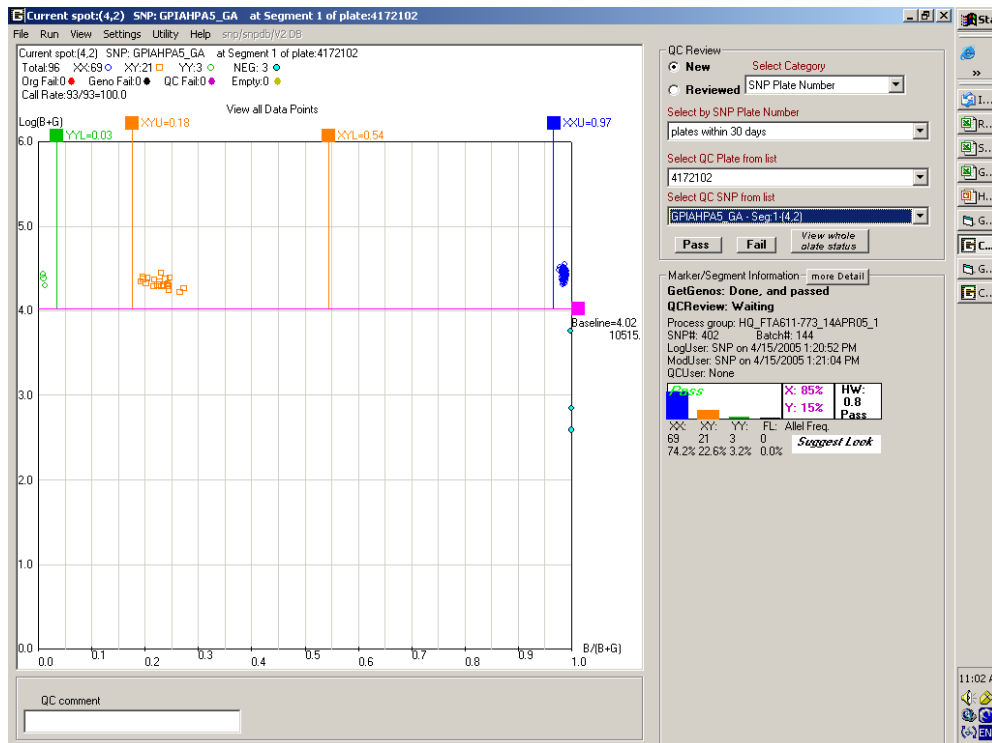 Current spot:(4,2) SNP: GPIAHPA5_GA at Segment 1 of plate:4172102
File Run View Settings Utility Help snp/snpdb/V2.DB
Current spot:(4,2) SNP: GPIAHPA5_GA at Segment 1 of plate:4172102
Total:96 XX:69 XY:21 YY:3 NEG: 3
Org Fail:0 Geno Fail:0 QC Fail:0 Empty:0
Call Rate:93/93=100.0
View all Data Points
Log(B+G)
YYL=0.03 XYU=0.18 XYL=0.54 XXU=0.97
6.0
5.0
4.0
Baseline=4.02
10515.
3.0
2.0
1.0
0.0
0.0 0.1 0.2 0.3 0.4 0.5 0.6 0.7 0.8 0.9 1.0
B/(B+G)
QC comment
QC Review
New
Reviewed
Select Category
SNP Plate Number
Select by SNP Plate Number
plates within 30 days
Select QC Plate from list
4172102
Select QC SNP from list
GPIAHPA5_GA - Seg:1-(4,2)
Pass Fail View whole plate status
Marker/Segment Information more Detail
GetGenos: Done, and passed
QCReview: Waiting
Process group: HQ_FTA611-773_14APR05_1
SNP#: 402 Batch#: 144
LogUser: SNP on 4/15/2005 1:20:52 PM
ModUser: SNP on 4/15/2005 1:21:04 PM
QCUser: None
Pass
X: 85%
Y: 15%
HW:
0.8
Pass
XX: XY: YY: FL: Allel Freq.
69 21 3 0
74.2% 22.6% 3.2% 0.0%
Suggest Look
Sta
»
I...
R...
S...
G...
H...
G...
C...
G...
C...
11:02 A
EN